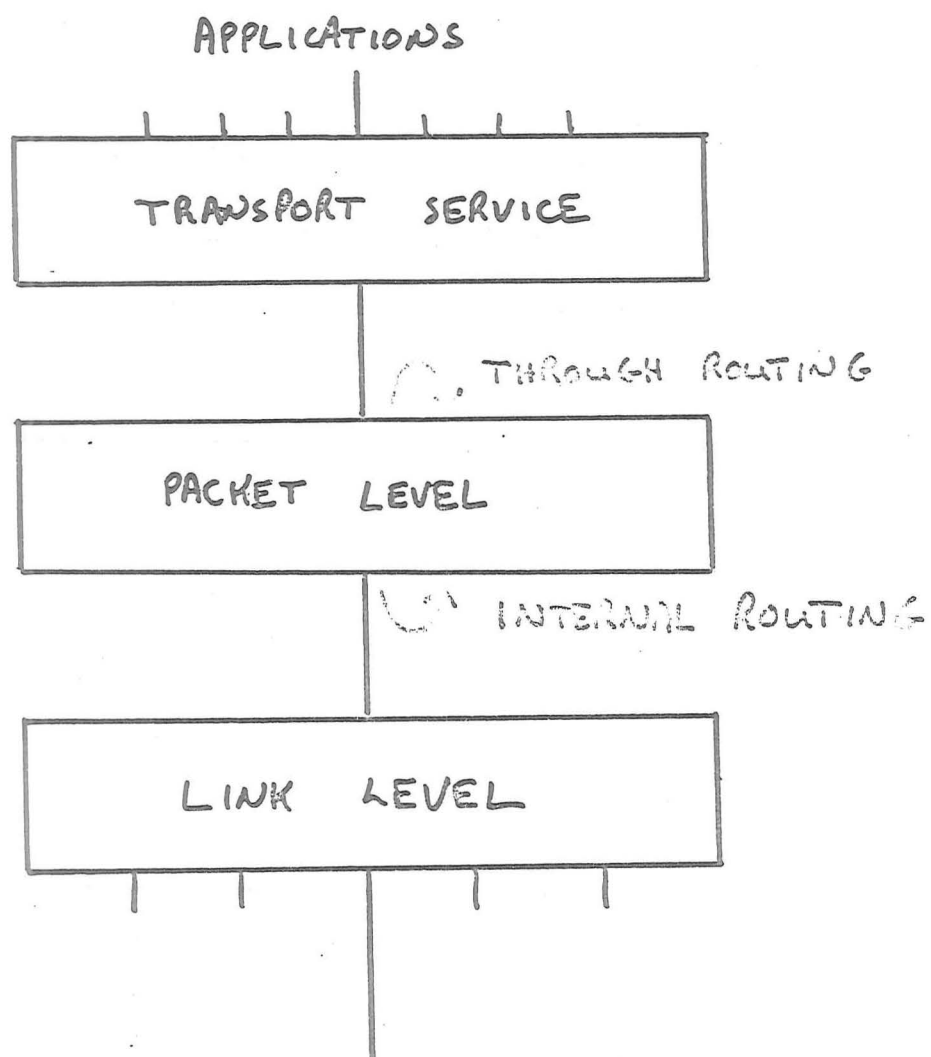 APPLICATIONS
TRANSPORT SERVICE
THROUGH ROUTING
PACKET LEVEL
INTERNAL ROUTING
LINK LEVEL